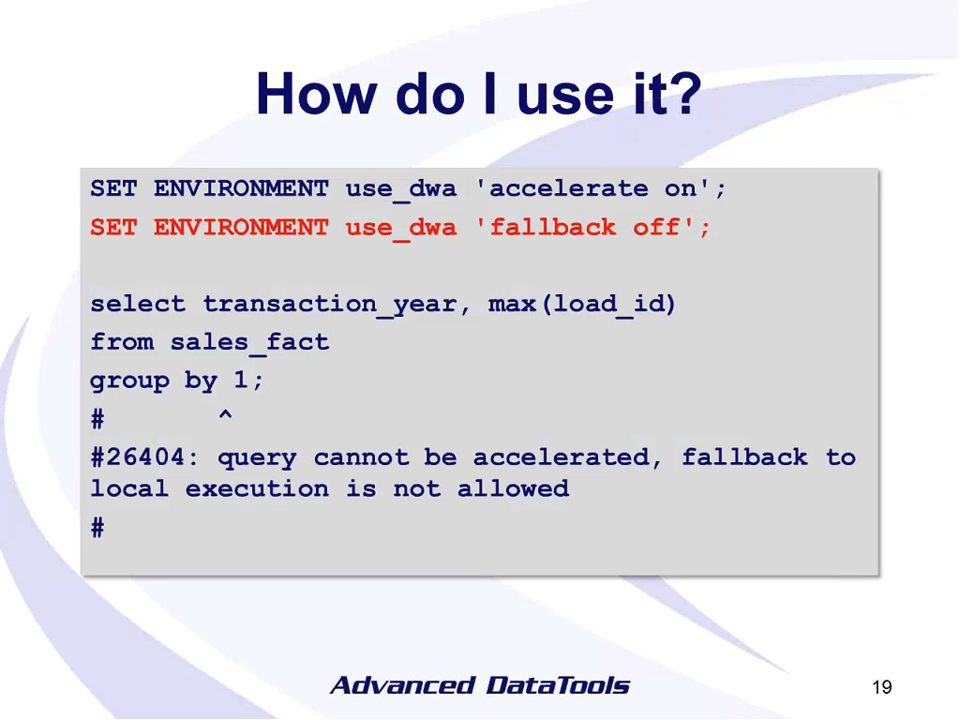 How do I use it?
SET ENVIRONMENT use_dwa 'accelerate on';
SET ENVIRONMENT use_dwa 'fallback off';
select transaction_year, max(load_id)
from sales_fact
group by 1;
#       ^
#26404: query cannot be accelerated, fallback to
local execution is not allowed
#
Advanced DataTools
19